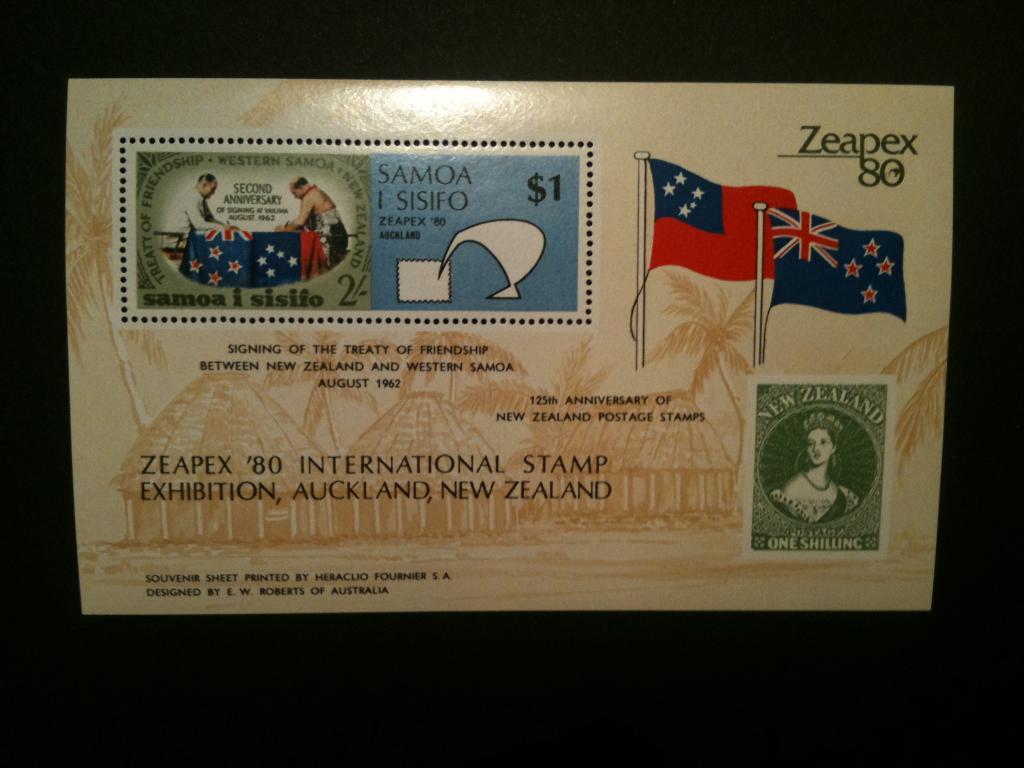 Zeapex
80
TREATY OF FRIENDSHIP • WESTERN SAMOA • NEW ZEALAND
SECOND
ANNIVERSARY
OF SIGNING AT VAILIMA
AUGUST 1962
samoa i sisifo 2/-
SAMOA
I SISIFO
$1
ZEAPEX '80
AUCKLAND
SIGNING OF THE TREATY OF FRIENDSHIP
BETWEEN NEW ZEALAND AND WESTERN SAMOA
AUGUST 1962
125th ANNIVERSARY OF
NEW ZEALAND POSTAGE STAMPS
ZEAPEX '80 INTERNATIONAL STAMP
EXHIBITION, AUCKLAND, NEW ZEALAND
NEW ZEALAND
POSTAGE
ONE SHILLING
SOUVENIR SHEET PRINTED BY HERACLIO FOURNIER S.A.
DESIGNED BY E. W. ROBERTS OF AUSTRALIA